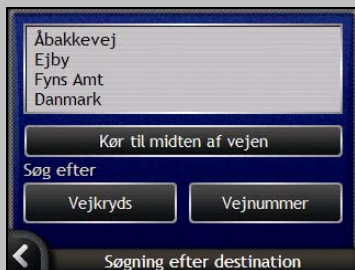 Åbakkevej
Ejby
Fyns Amt
Danmark
Kør til midten af vejen
Søg efter
Vejkryds
Vejnummer
Søgning efter destination